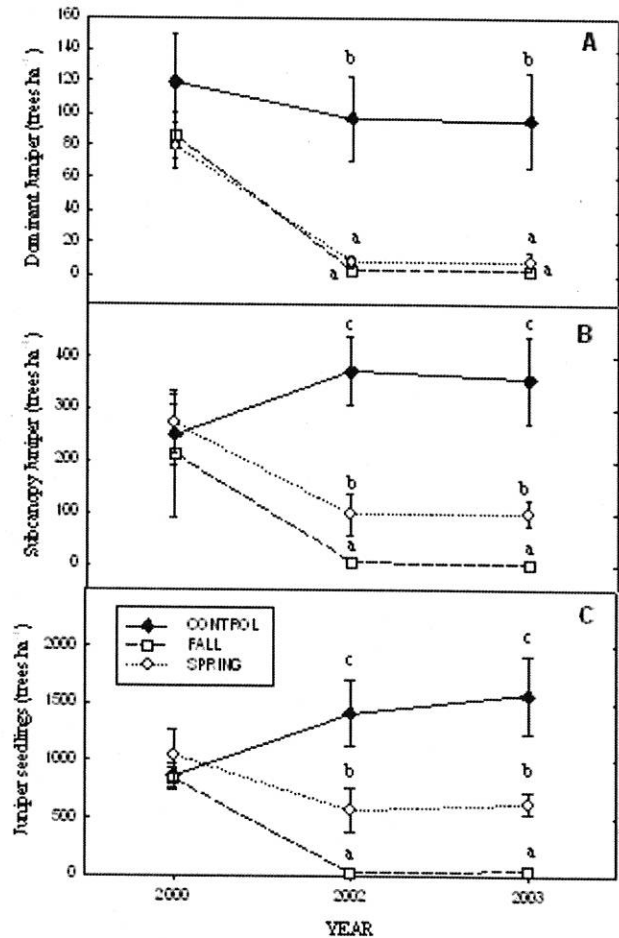 160
140
120
100
80
60
40
20
0
Dominant Juniper (trees ha⁻¹)
A
b
b
a
a
a
a
400
300
200
100
0
Subcanopy Juniper (trees ha⁻¹)
B
c
c
b
b
a
a
2000
1500
1000
500
0
Juniper seedlings (trees ha⁻¹)
C
CONTROL
FALL
SPRING
c
c
b
b
a
a
2000
2002
2003
YEAR